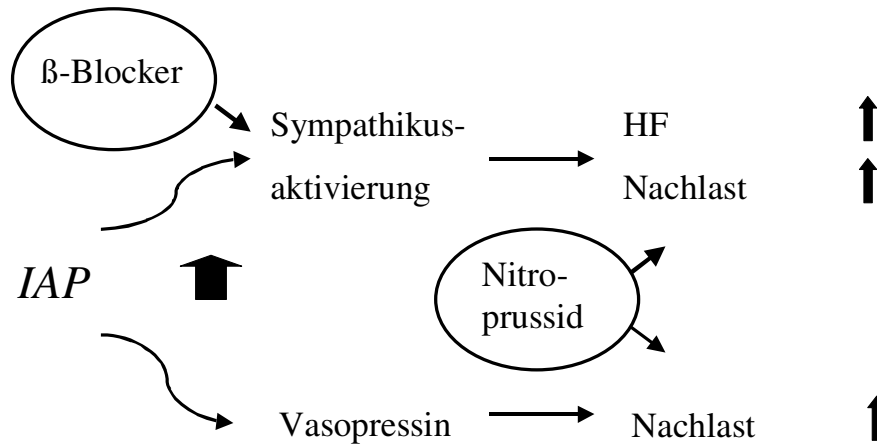 ß-Blocker
Sympathikus- HF
aktivierung Nachlast
IAP
Nitro-
prussid
Vasopressin Nachlast